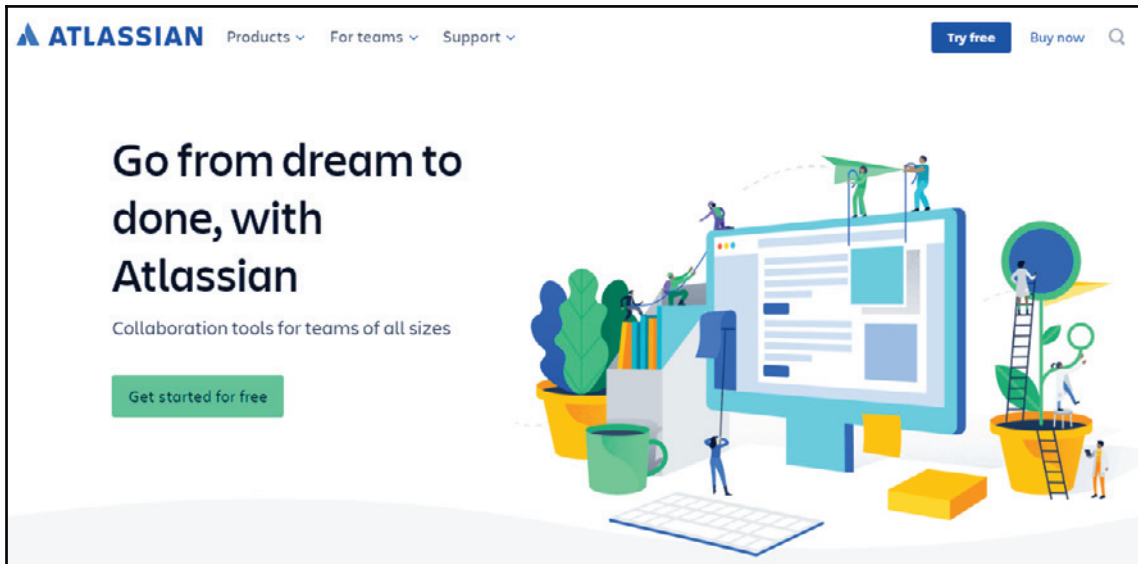 ATLASSIAN Products For teams Support Try free Buy now
Go from dream to
done, with
Atlassian
Collaboration tools for teams of all sizes
Get started for free